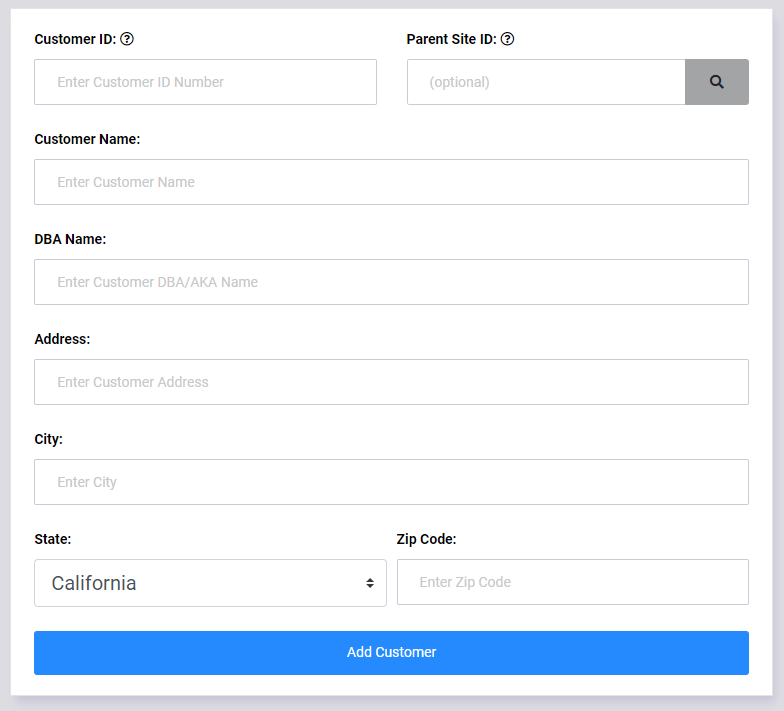 Customer ID: Parent Site ID:
Enter Customer ID Number (optional)
Customer Name:
Enter Customer Name
DBA Name:
Enter Customer DBA/AKA Name
Address:
Enter Customer Address
City:
Enter City
State: Zip Code:
California Enter Zip Code
Add Customer